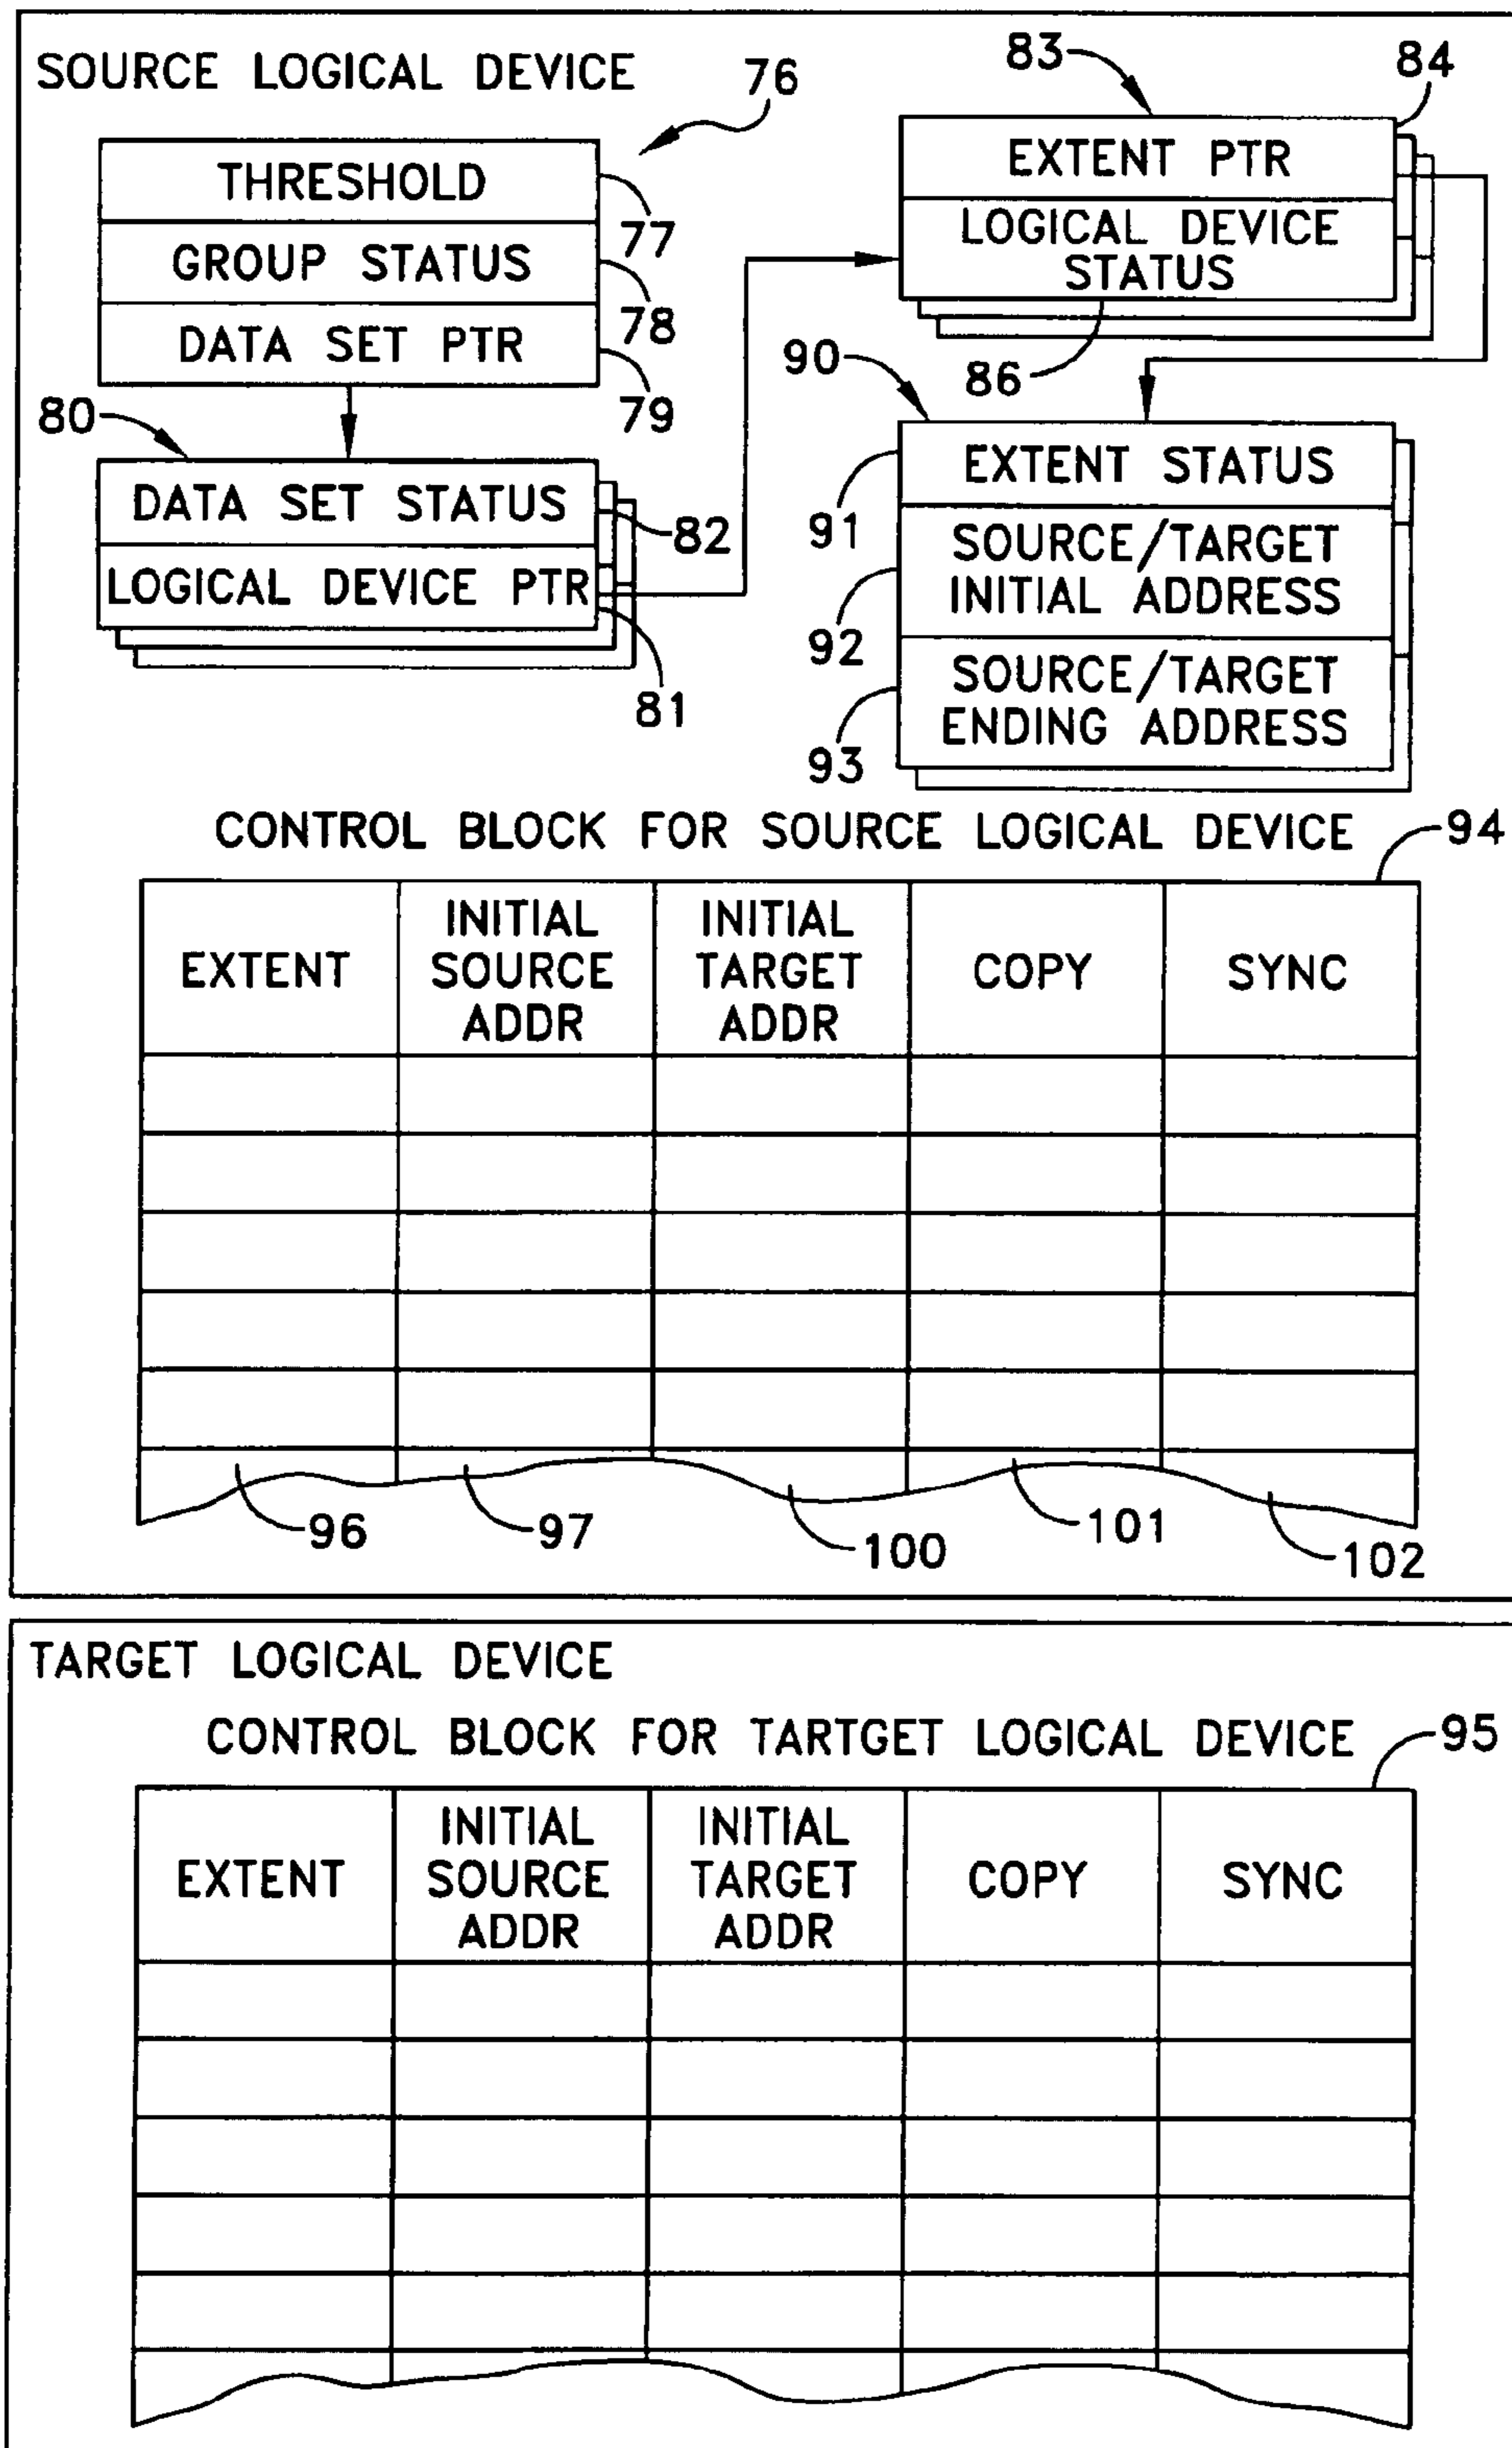 SOURCE LOGICAL DEVICE
76
THRESHOLD
77
GROUP STATUS
78
DATA SET PTR
79
80
DATA SET STATUS
82
LOGICAL DEVICE PTR
81
83
84
EXTENT PTR
LOGICAL DEVICE
STATUS
86
90
EXTENT STATUS
91
SOURCE/TARGET
INITIAL ADDRESS
92
SOURCE/TARGET
ENDING ADDRESS
93
CONTROL BLOCK FOR SOURCE LOGICAL DEVICE
94
EXTENT
INITIAL
SOURCE
ADDR
INITIAL
TARGET
ADDR
COPY
SYNC
96
97
100
101
102
TARGET LOGICAL DEVICE
CONTROL BLOCK FOR TARTGET LOGICAL DEVICE
95
EXTENT
INITIAL
SOURCE
ADDR
INITIAL
TARGET
ADDR
COPY
SYNC